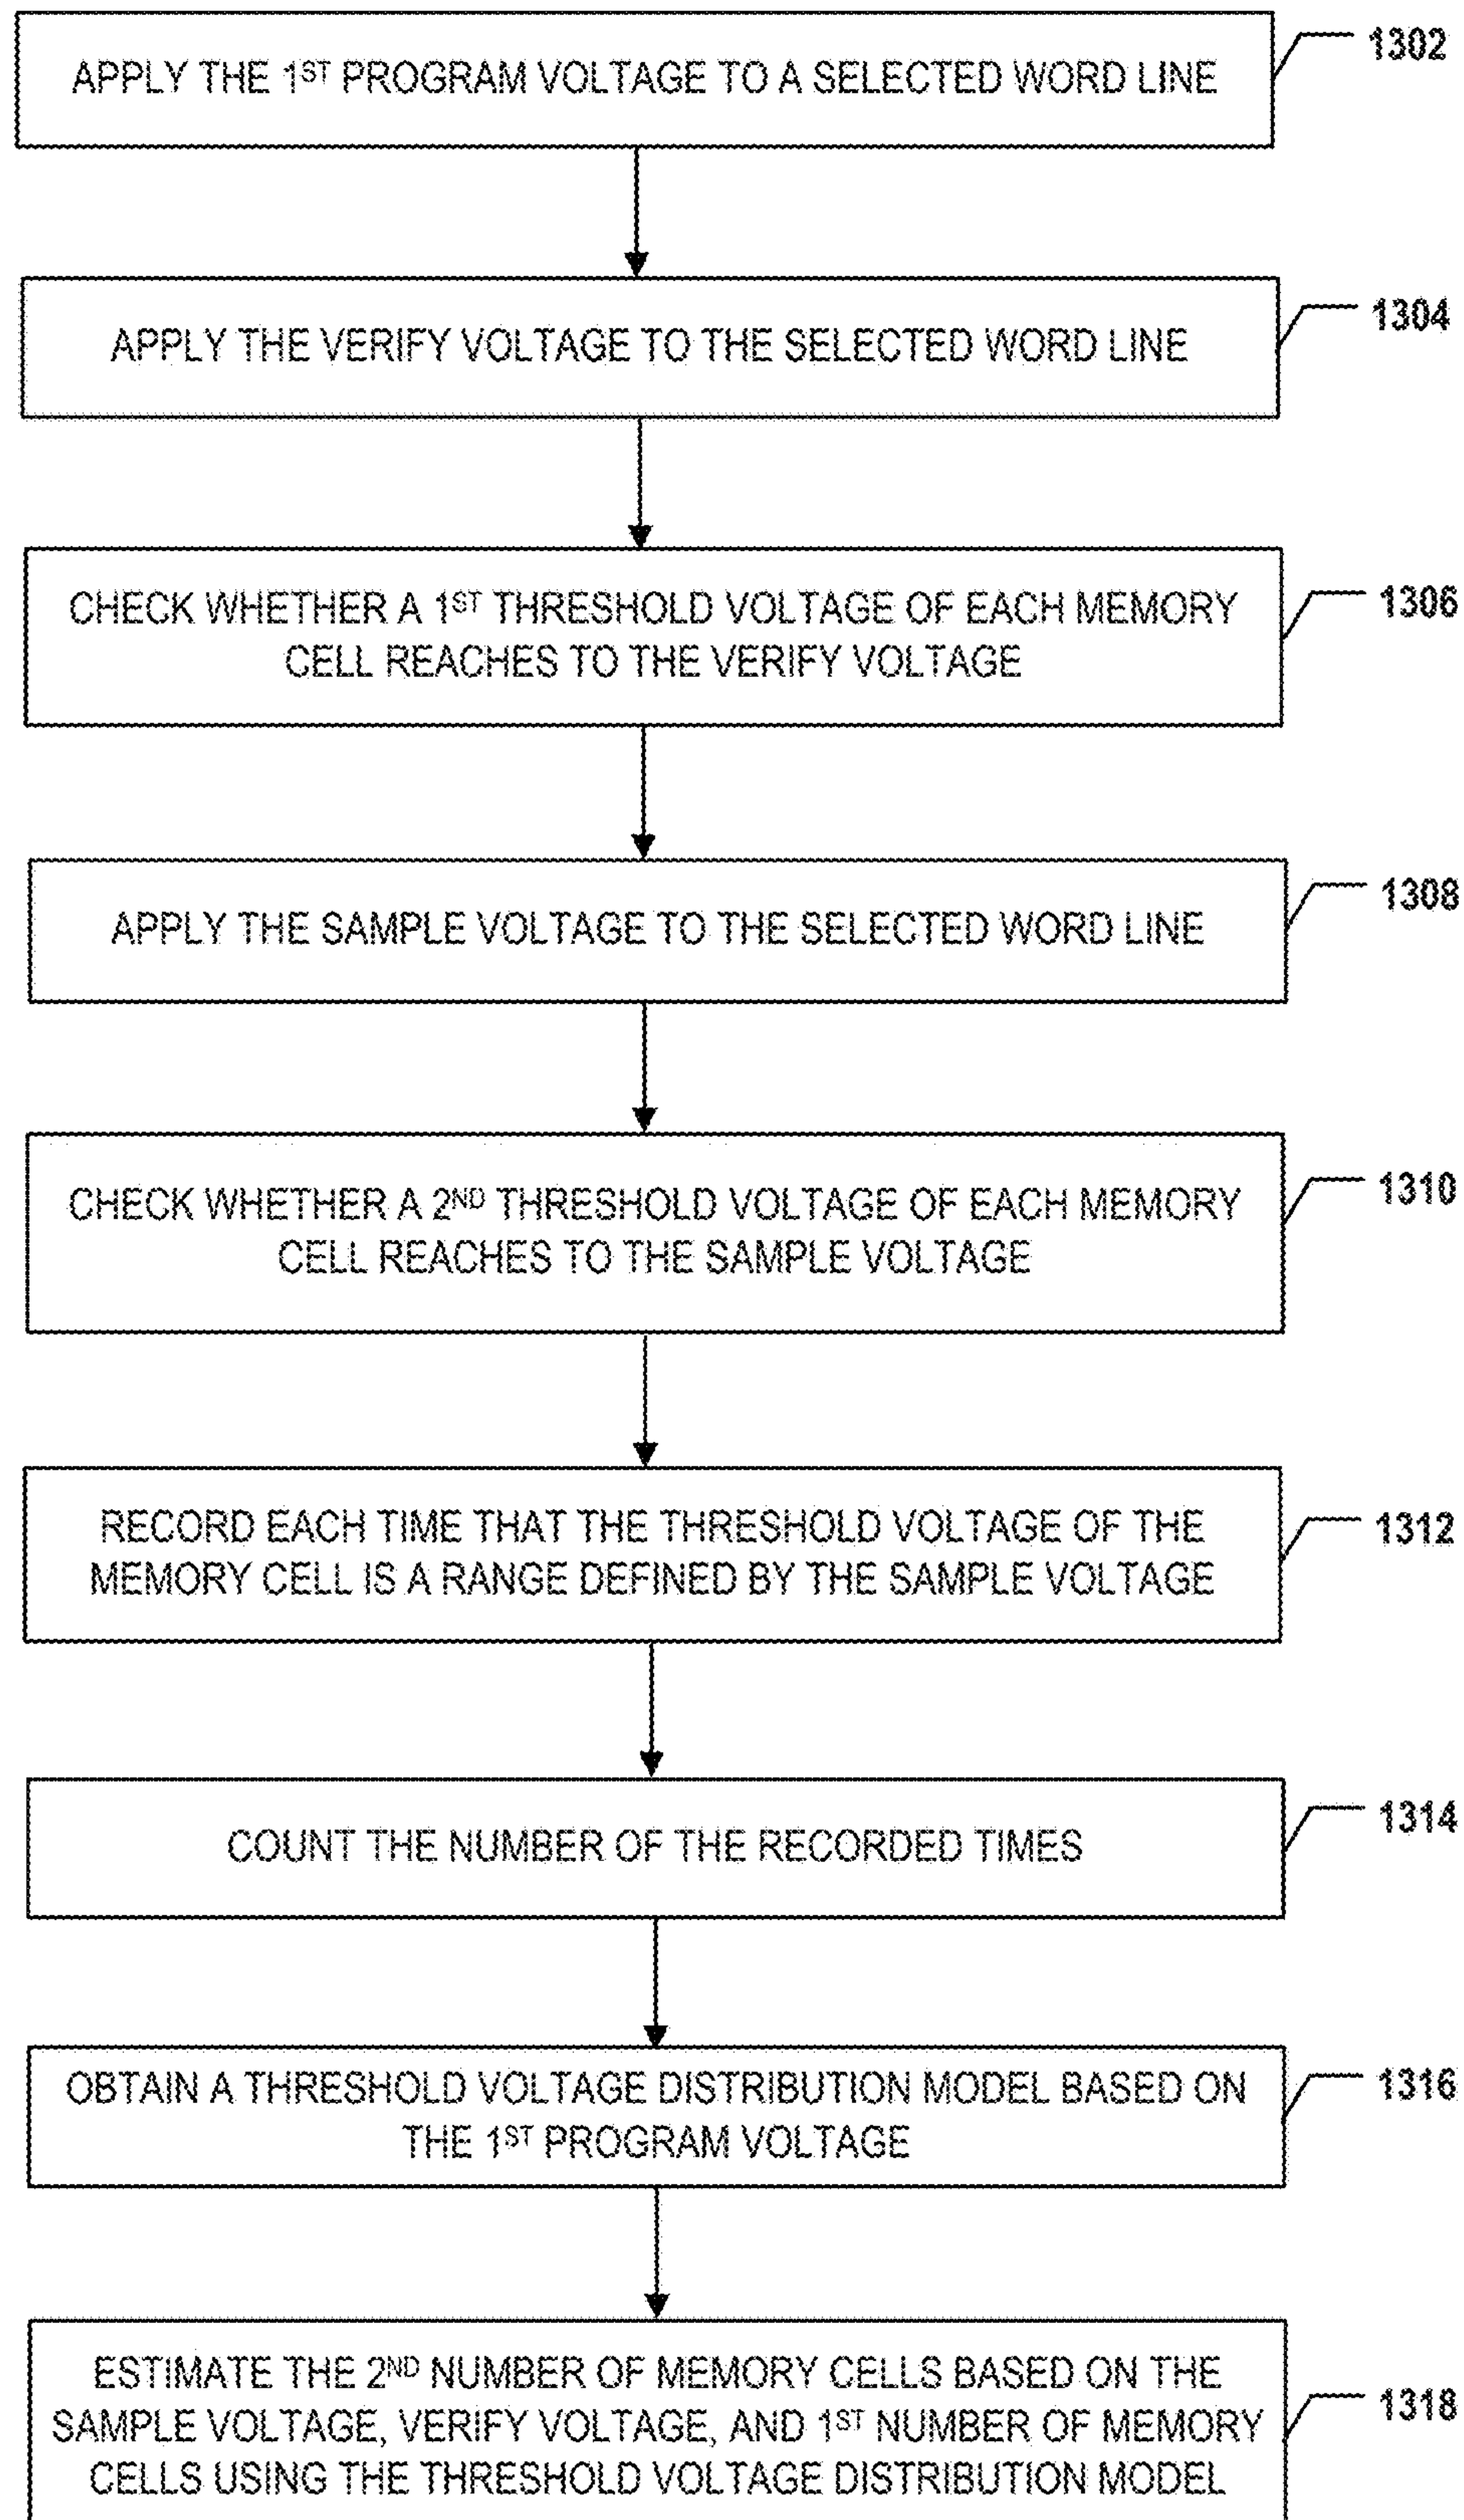 APPLY THE 1ST PROGRAM VOLTAGE TO A SELECTED WORD LINE
1302
APPLY THE VERIFY VOLTAGE TO THE SELECTED WORD LINE
1304
CHECK WHETHER A 1ST THRESHOLD VOLTAGE OF EACH MEMORY
CELL REACHES TO THE VERIFY VOLTAGE
1306
APPLY THE SAMPLE VOLTAGE TO THE SELECTED WORD LINE
1308
CHECK WHETHER A 2ND THRESHOLD VOLTAGE OF EACH MEMORY
CELL REACHES TO THE SAMPLE VOLTAGE
1310
RECORD EACH TIME THAT THE THRESHOLD VOLTAGE OF THE
MEMORY CELL IS A RANGE DEFINED BY THE SAMPLE VOLTAGE
1312
COUNT THE NUMBER OF THE RECORDED TIMES
1314
OBTAIN A THRESHOLD VOLTAGE DISTRIBUTION MODEL BASED ON
THE 1ST PROGRAM VOLTAGE
1316
ESTIMATE THE 2ND NUMBER OF MEMORY CELLS BASED ON THE
SAMPLE VOLTAGE, VERIFY VOLTAGE, AND 1ST NUMBER OF MEMORY
CELLS USING THE THRESHOLD VOLTAGE DISTRIBUTION MODEL
1318